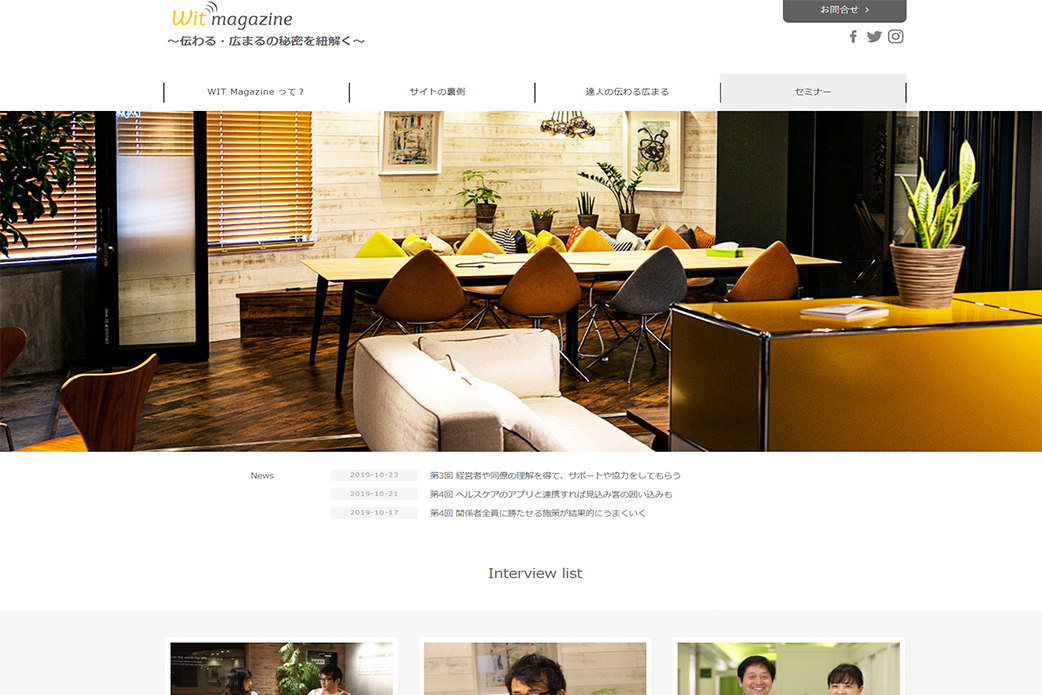 Wit magazine
お問合せ >
～伝わる・広まるの秘密を紐解く～
WIT Magazine って？
サイトの裏側
達人の伝わる広まる
セミナー
News
2019-10-23 第3回 経営者や同僚の理解を得て、サポートや協力をしてもらう
2019-10-21 第4回 ヘルスケアのアプリと連携すれば見込み客の囲い込みも
2019-10-17 第4回 関係者全員に勝たせる施策が結果的にうまくいく
Interview list